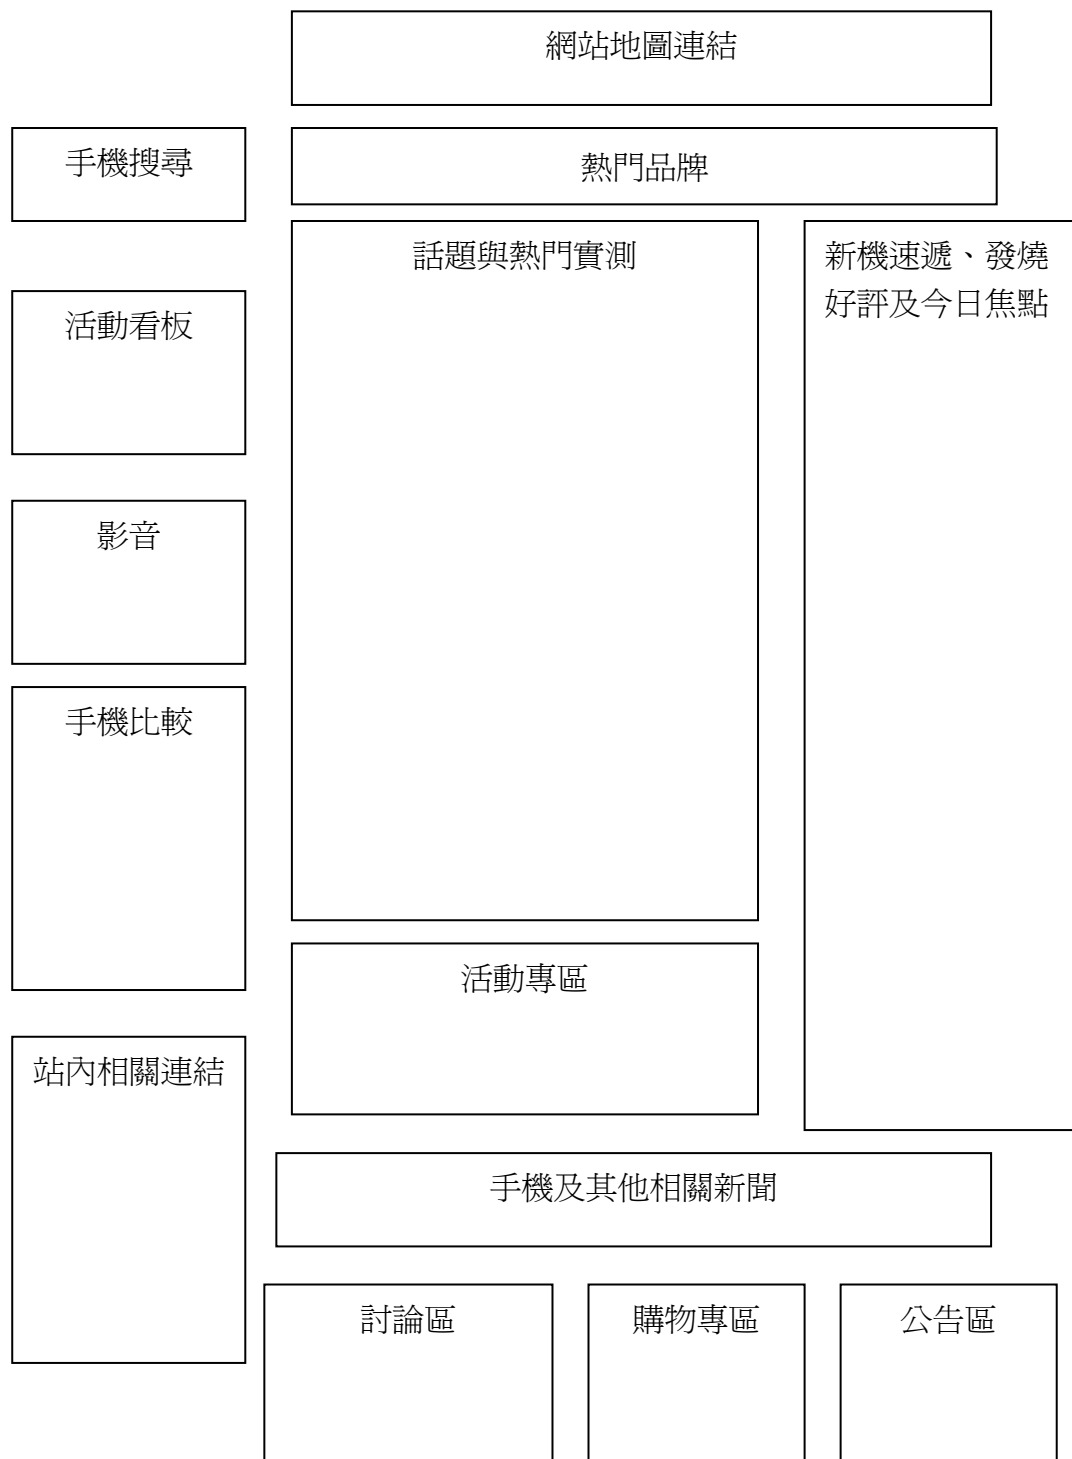 網站地圖連結
手機搜尋
熱門品牌
話題與熱門實測
新機速遞、發燒
好評及今日焦點
活動看板
影音
手機比較
活動專區
站內相關連結
手機及其他相關新聞
討論區
購物專區
公告區